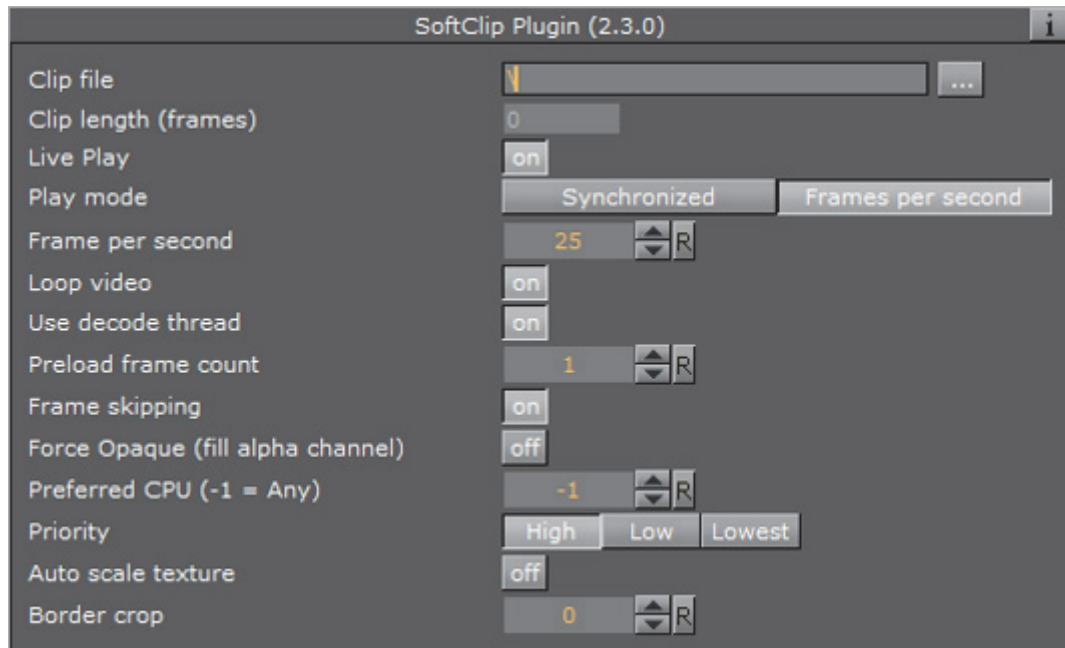 SoftClip Plugin (2.3.0) i
Clip file \ ...
Clip length (frames) 0
Live Play on
Play mode Synchronized Frames per second
Frame per second 25 R
Loop video on
Use decode thread on
Preload frame count 1 R
Frame skipping on
Force Opaque (fill alpha channel) off
Preferred CPU (-1 = Any) -1 R
Priority High Low Lowest
Auto scale texture off
Border crop 0 R